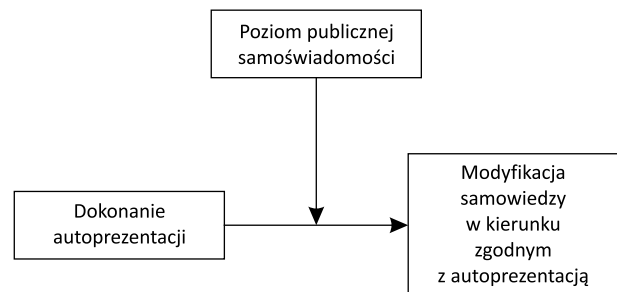 Poziom publicznej
samoświadomości
Dokonanie
autoprezentacji
Modyfikacja
samowiedzy
w kierunku
zgodnym
z autoprezentacją